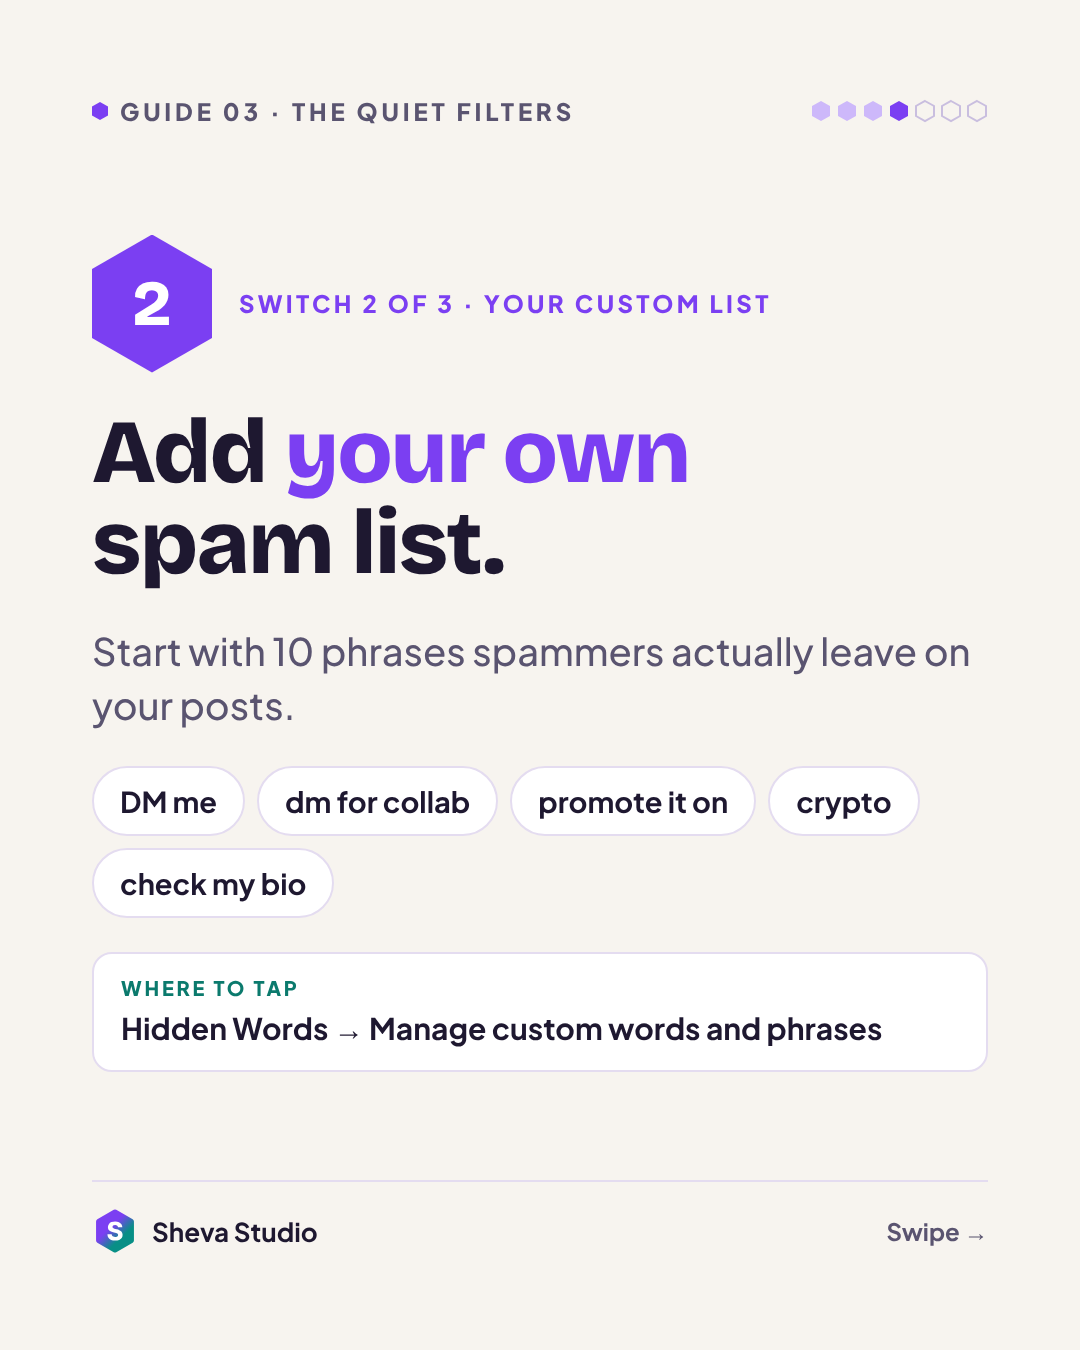 GUIDE 03 · THE QUIET FILTERS
2
SWITCH 2 OF 3 · YOUR CUSTOM LIST
Add your own
spam list.
Start with 10 phrases spammers actually leave on
your posts.
DM me
dm for collab
promote it on
crypto
check my bio
WHERE TO TAP
Hidden Words → Manage custom words and phrases
S
Sheva Studio
Swipe →